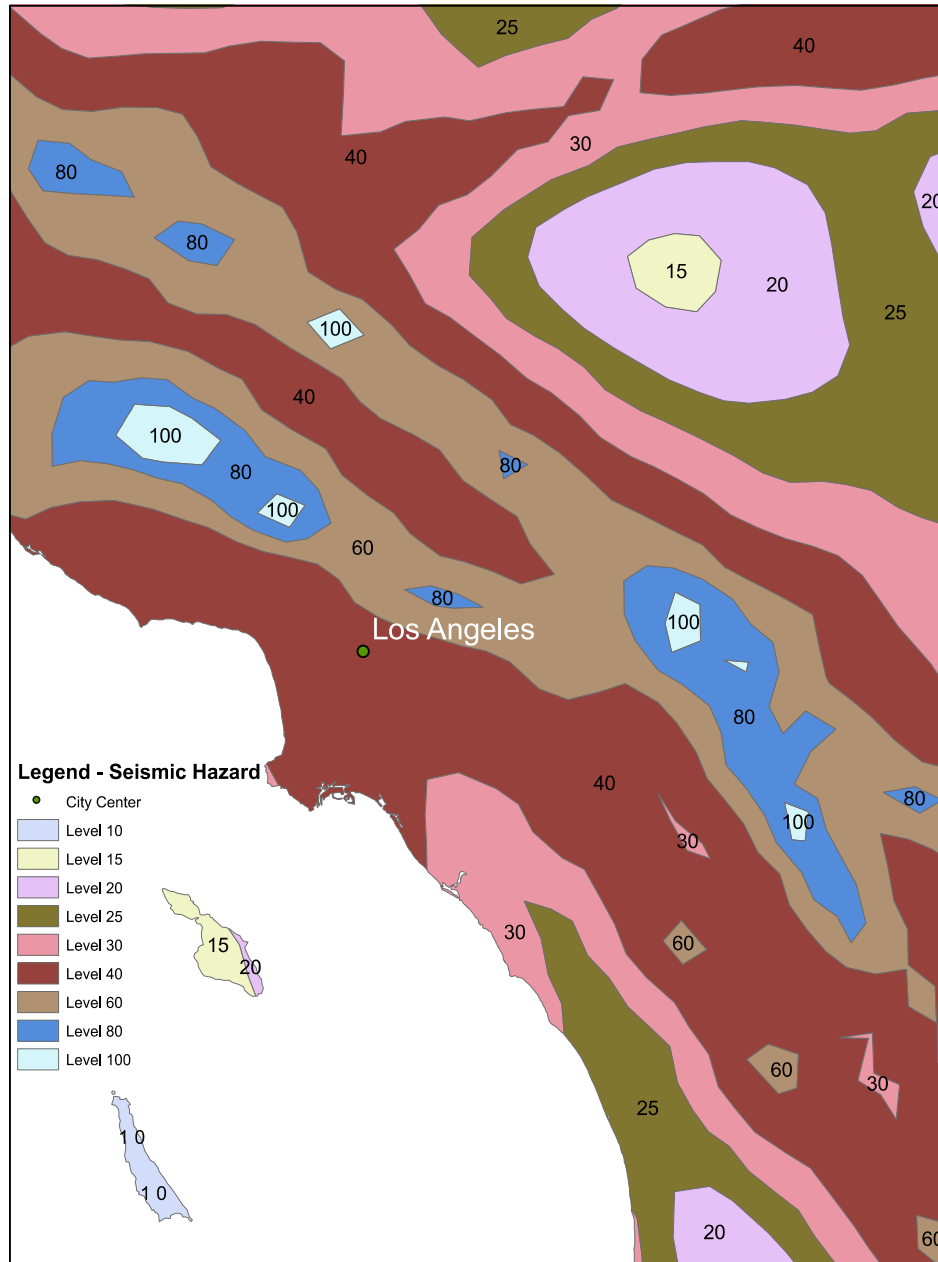 25
40
30
40
80
20
80
15
20
25
100
40
100
80
80
100
60
80
100
Los Angeles
80
40
80
100
30
Legend - Seismic Hazard
City Center
Level 10
Level 15
Level 20
Level 25
Level 30
Level 40
Level 60
Level 80
Level 100
30
60
15
20
60
30
25
1 0
1 0
20
60